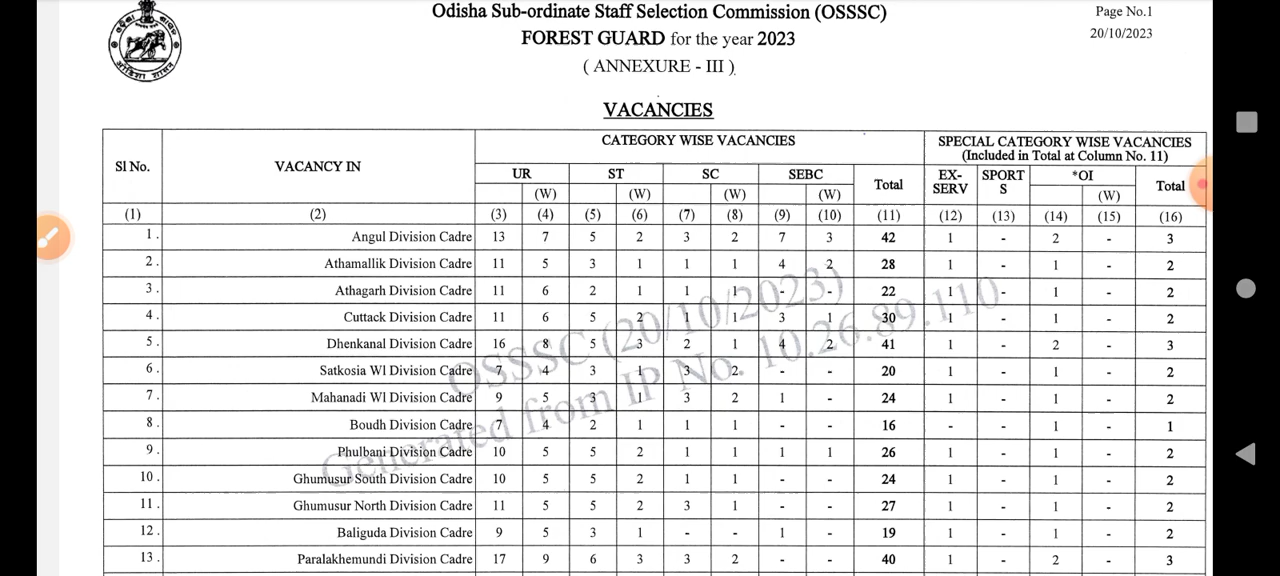 Odisha Sub-ordinate Staff Selection Commission (OSSSC)
Page No.1
FOREST GUARD for the year 2023
20/10/2023
( ANNEXURE - III )
VACANCIES
Sl No. VACANCY IN CATEGORY WISE VACANCIES SPECIAL CATEGORY WISE VACANCIES
(Included in Total at Column No. 11)
UR ST SC SEBC Total EX-SERV SPORTS *OI Total
(W) (W) (W) (W) (W)
(1) (2) (3) (4) (5) (6) (7) (8) (9) (10) (11) (12) (13) (14) (15) (16)
1. Angul Division Cadre 13 7 5 2 3 2 7 3 42 1 - 2 - 3
2. Athamallik Division Cadre 11 5 3 1 1 1 4 2 28 1 - 1 - 2
3. Athagarh Division Cadre 11 6 2 1 1 1 - - 22 1 - 1 - 2
4. Cuttack Division Cadre 11 6 5 2 1 1 3 1 30 1 - 1 - 2
5. Dhenkanal Division Cadre 16 8 5 3 2 1 4 2 41 1 - 2 - 3
6. Satkosia Wl Division Cadre 7 4 3 1 3 2 - - 20 1 - 1 - 2
7. Mahanadi Wl Division Cadre 9 5 3 1 3 2 1 - 24 1 - 1 - 2
8. Boudh Division Cadre 7 4 2 1 1 1 - - 16 - - 1 - 1
9. Phulbani Division Cadre 10 5 5 2 1 1 1 1 26 1 - 1 - 2
10. Ghumusur South Division Cadre 10 5 5 2 1 1 - - 24 1 - 1 - 2
11. Ghumusur North Division Cadre 11 5 5 2 3 1 - - 27 1 - 1 - 2
12. Baliguda Division Cadre 9 5 3 1 - - 1 - 19 1 - 1 - 2
13. Paralakhemundi Division Cadre 17 9 6 3 3 2 - - 40 1 - 2 - 3
OSSSC (20/10/2023)
Generated from IP No. 10.26.89.110